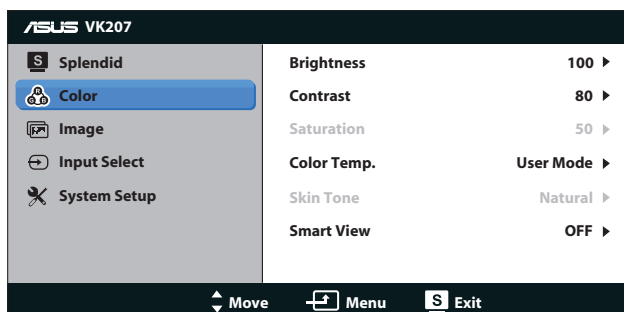 ASUS VK207
S Splendid
Color
Image
Input Select
System Setup
Brightness 100
Contrast 80
Saturation 50
Color Temp. User Mode
Skin Tone Natural
Smart View OFF
Move Menu S Exit